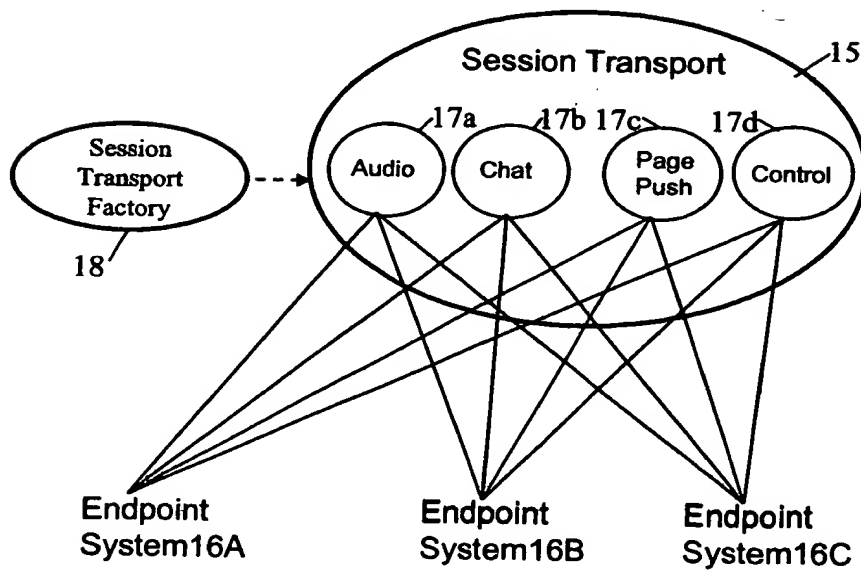 Session Transport
15
17a
17b
17c
17d
Audio
Chat
Page
Push
Control
Session
Transport
Factory
18
Endpoint
System16A
Endpoint
System16B
Endpoint
System16C